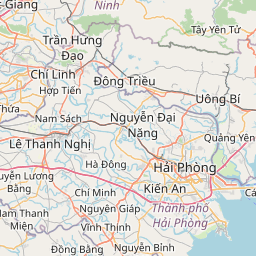 Giang
Ninh
Tây Yên Tử
Trần Hưng
Đạo
Chí Linh
Đông Triều
Hợp Tiến
Uông Bí
Thứa
Nam Sách
Nguyễn Đại
Năng
Quảng Yên
Lê Thanh Nghị
Hà Đông
Hải Phòng
Nguyễn Lương
Bằng
Chí Minh
Kiến An
Nguyên Giáp
Thành phố
Hải Phòng
Nam Thanh
Miện
Vĩnh Thịnh
Đồng Bằng
Nguyễn Bỉnh